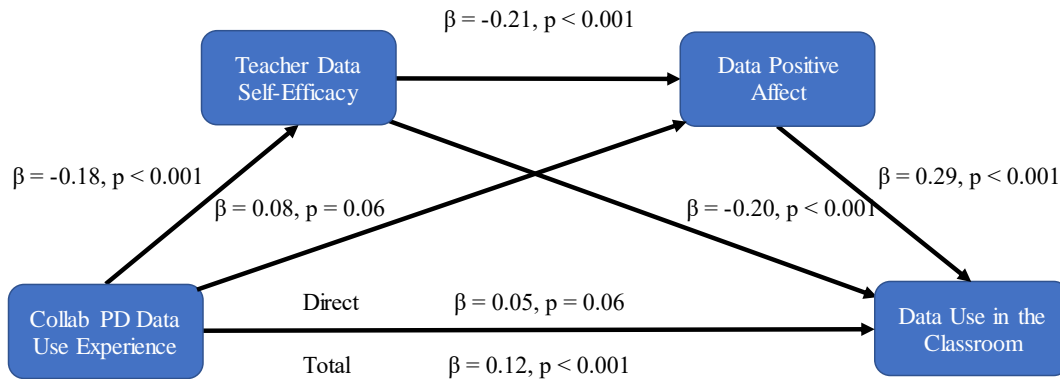 β = -0.21, p < 0.001
Teacher Data
Self-Efficacy
Data Positive
Affect
β = -0.18, p < 0.001
β = 0.29, p < 0.001
β = 0.08, p = 0.06
β = -0.20, p < 0.001
Collab PD Data
Use Experience
Direct β = 0.05, p = 0.06
Total β = 0.12, p < 0.001
Data Use in the
Classroom